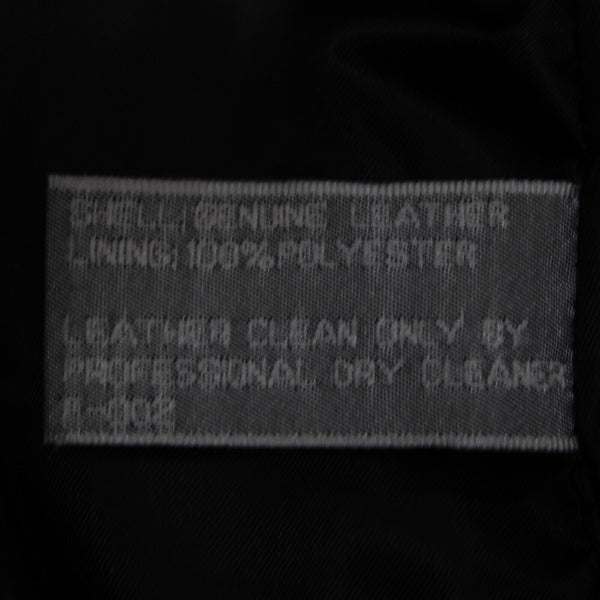 SHELL: GENUINE LEATHER
LINING: 100% POLYESTER
LEATHER CLEAN ONLY BY
PROFESSIONAL DRY CLEANER